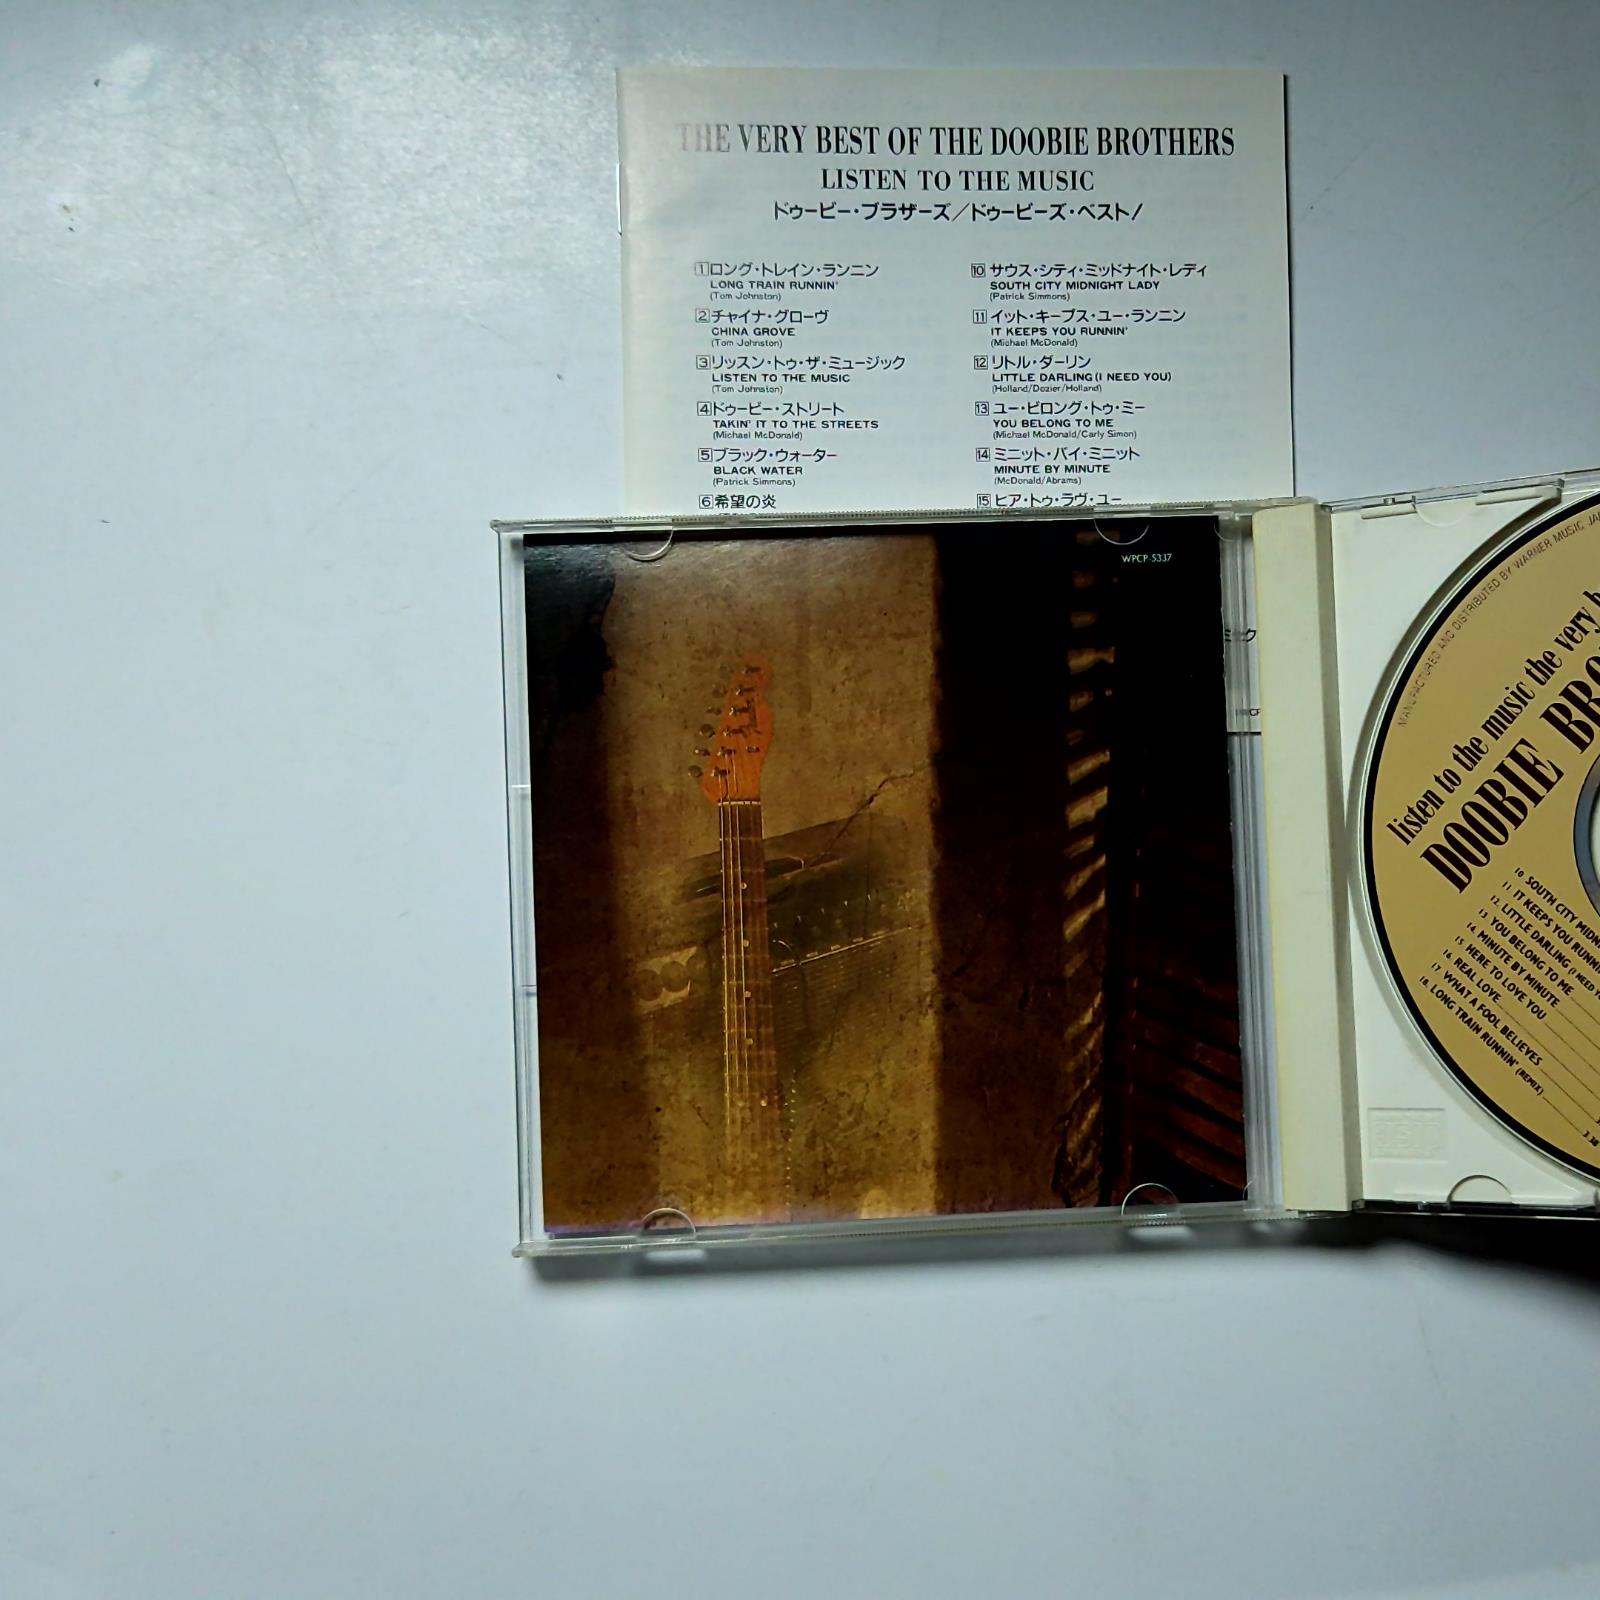 THE VERY BEST OF THE DOOBIE BROTHERS
LISTEN TO THE MUSIC
ドゥービー・ブラザーズ／ドゥービーズ・ベスト！
1 ロング・トレイン・ランニン
LONG TRAIN RUNNIN'
(Tom Johnston)
2 チャイナ・グローヴ
CHINA GROVE
(Tom Johnston)
3 リッスン・トゥ・ザ・ミュージック
LISTEN TO THE MUSIC
(Tom Johnston)
4 ドゥービー・ストリート
TAKIN' IT TO THE STREETS
(Michael McDonald)
5 ブラック・ウォーター
BLACK WATER
(Patrick Simmons)
6 希望の炎
10 サウス・シティ・ミッドナイト・レディ
SOUTH CITY MIDNIGHT LADY
(Patrick Simmons)
11 イット・キープス・ユー・ランニン
IT KEEPS YOU RUNNIN'
(Michael McDonald)
12 リトル・ダーリン
LITTLE DARLING (I NEED YOU)
(Holland/Dozier/Holland)
13 ユー・ビロング・トゥ・ミー
YOU BELONG TO ME
(Michael McDonald/Carly Simon)
14 ミニット・バイ・ミニット
MINUTE BY MINUTE
(McDonald/Abrams)
15 ヒア・トゥ・ラヴ・ユー
WPCP-5337
MANUFACTURED AND DISTRIBUTED BY WARNER MUSIC
listen to the music the very
DOOBIE
10 SOUTH CITY
11 IT KEEPS YOU
12. LITTLE DARLING (I NEED
13 YOU BELONG TO ME
14. MINUTE BY MINUTE
15 HERE TO LOVE YOU
16. REAL LOVE
17 WHAT A FOOL BELIEVES
18. LONG TRAIN RUNNIN' (REMIX)